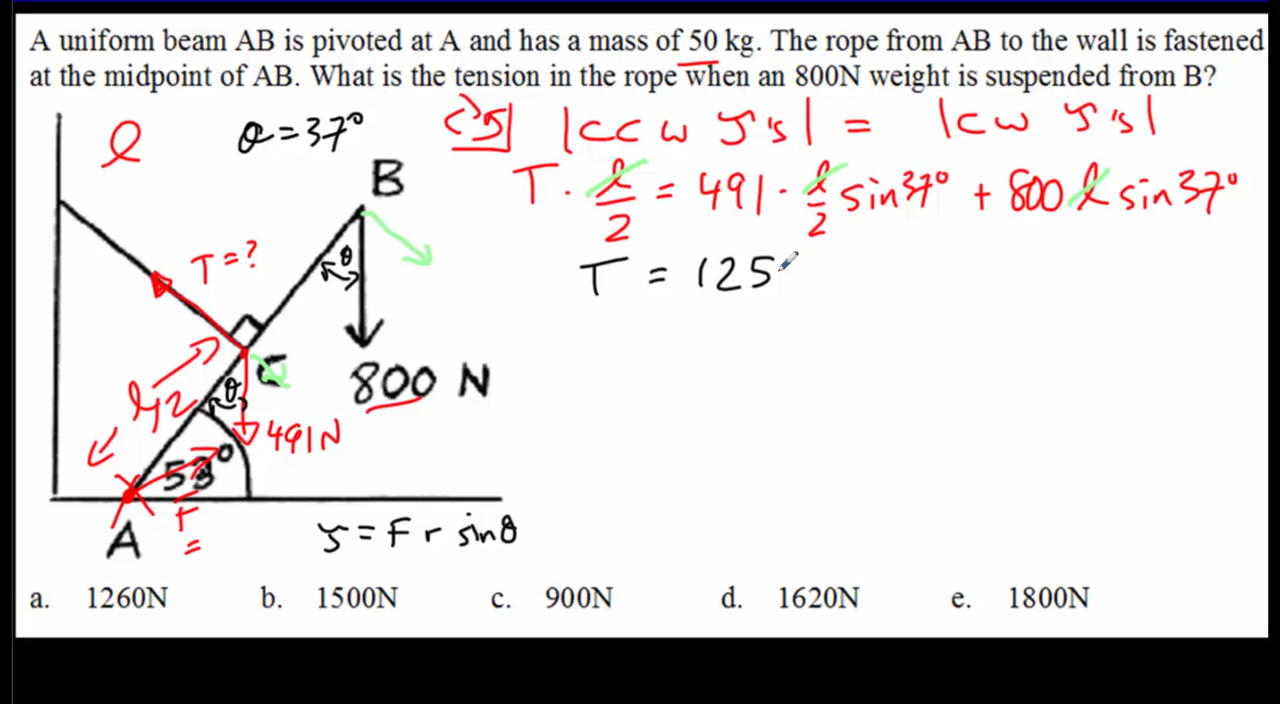 A uniform beam AB is pivoted at A and has a mass of 50 kg. The rope from AB to the wall is fastened
at the midpoint of AB. What is the tension in the rope when an 800N weight is suspended from B?
ℓ
θ = 37°
|CCW τ's| = |CW τ's|
T · ℓ/2 = 491 · ℓ/2 sin37° + 800 ℓ sin37°
T = 125
B
T = ?
θ
C
800 N
ℓ/2
θ
491N
53°
F
=
A
τ = F r sinθ
a. 1260N b. 1500N c. 900N d. 1620N e. 1800N